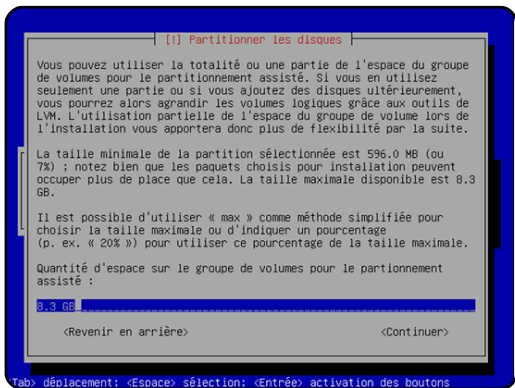 [!] Partitionner les disques
Vous pouvez utiliser la totalité ou une partie de l'espace du groupe
de volumes pour le partitionnement assisté. Si vous en utilisez
seulement une partie ou si vous ajoutez des disques ultérieurement,
vous pourrez alors agrandir les volumes logiques grâce aux outils de
LVM. L'utilisation partielle de l'espace du groupe de volume lors de
l'installation vous apportera donc plus de flexibilité par la suite.
La taille minimale de la partition sélectionnée est 596.0 MB (ou
7%) ; notez bien que les paquets choisis pour installation peuvent
occuper plus de place que cela. La taille maximale disponible est 8.3
GB.
Il est possible d'utiliser « max » comme méthode simplifiée pour
choisir la taille maximale ou d'indiquer un pourcentage
(p. ex. « 20% ») pour utiliser ce pourcentage de la taille maximale.
Quantité d'espace sur le groupe de volumes pour le partionnement
assisté :
8.3 GB
<Revenir en arrière> <Continuer>
Tab> déplacement; <Espace> sélection; <Entrée> activation des boutons